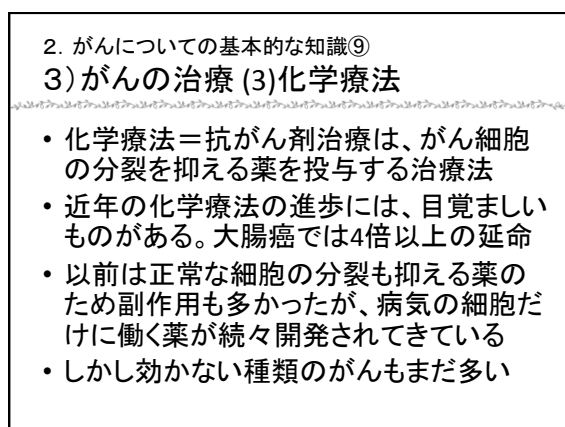 2．がんについての基本的な知識⑨
3）がんの治療 (3)化学療法
• 化学療法＝抗がん剤治療は、がん細胞
の分裂を抑える薬を投与する治療法
• 近年の化学療法の進歩には、目覚ましい
ものがある。大腸癌では4倍以上の延命
• 以前は正常な細胞の分裂も抑える薬の
ため副作用も多かったが、病気の細胞だ
けに働く薬が続々開発されてきている
• しかし効かない種類のがんもまだ多い